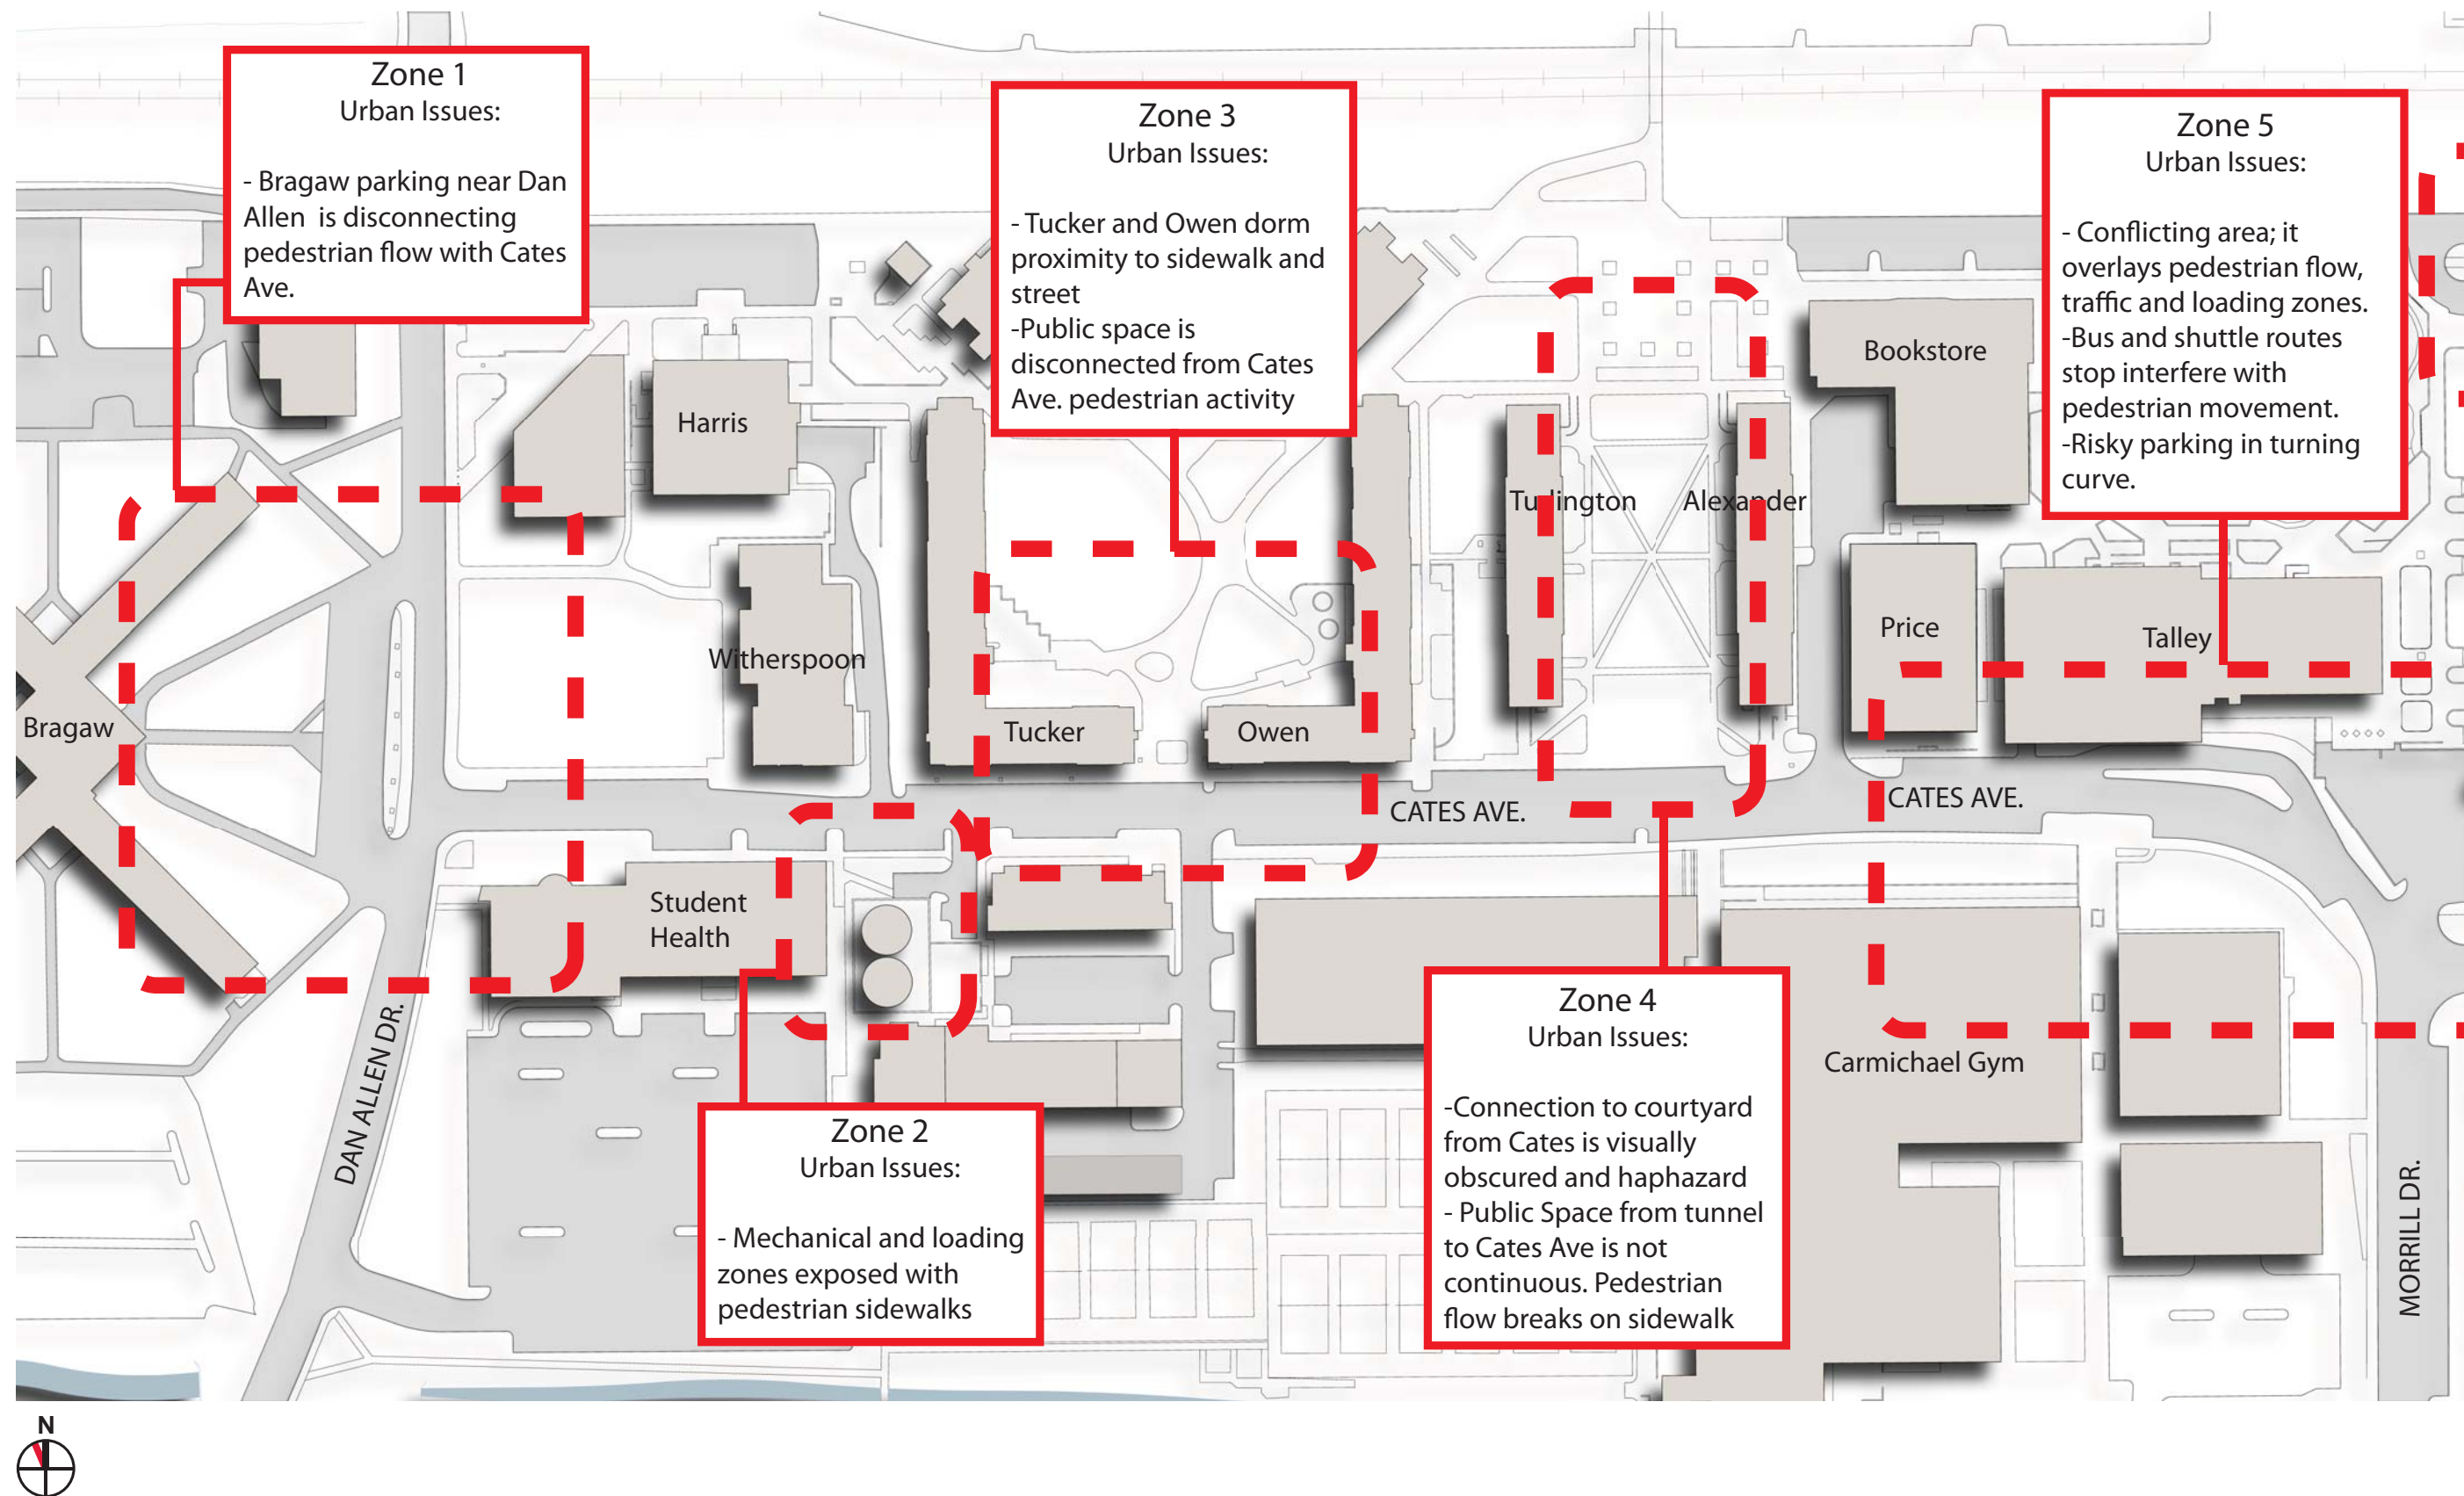 Zone 1
Urban Issues:
- Bragaw parking near Dan
Allen  is disconnecting
pedestrian flow with Cates
Ave.
Zone 3
Urban Issues:
- Tucker and Owen dorm
proximity to sidewalk and
street
-Public space is
disconnected from Cates
Ave. pedestrian activity
Zone 5
Urban Issues:
- Conflicting area; it
overlays pedestrian flow,
traffic and loading zones.
-Bus and shuttle routes
stop interfere with
pedestrian movement.
-Risky parking in turning
curve.
Bookstore
Harris
Turlington
Alexander
Price
Talley
Witherspoon
Bragaw
Tucker
Owen
CATES AVE.
CATES AVE.
Student
Health
DAN ALLEN DR.
Zone 4
Urban Issues:
-Connection to courtyard
from Cates is visually
obscured and haphazard
- Public Space from tunnel
to Cates Ave is not
continuous. Pedestrian
flow breaks on sidewalk
Carmichael Gym
Zone 2
Urban Issues:
- Mechanical and loading
zones exposed with
pedestrian sidewalks
MORRILL DR.
N